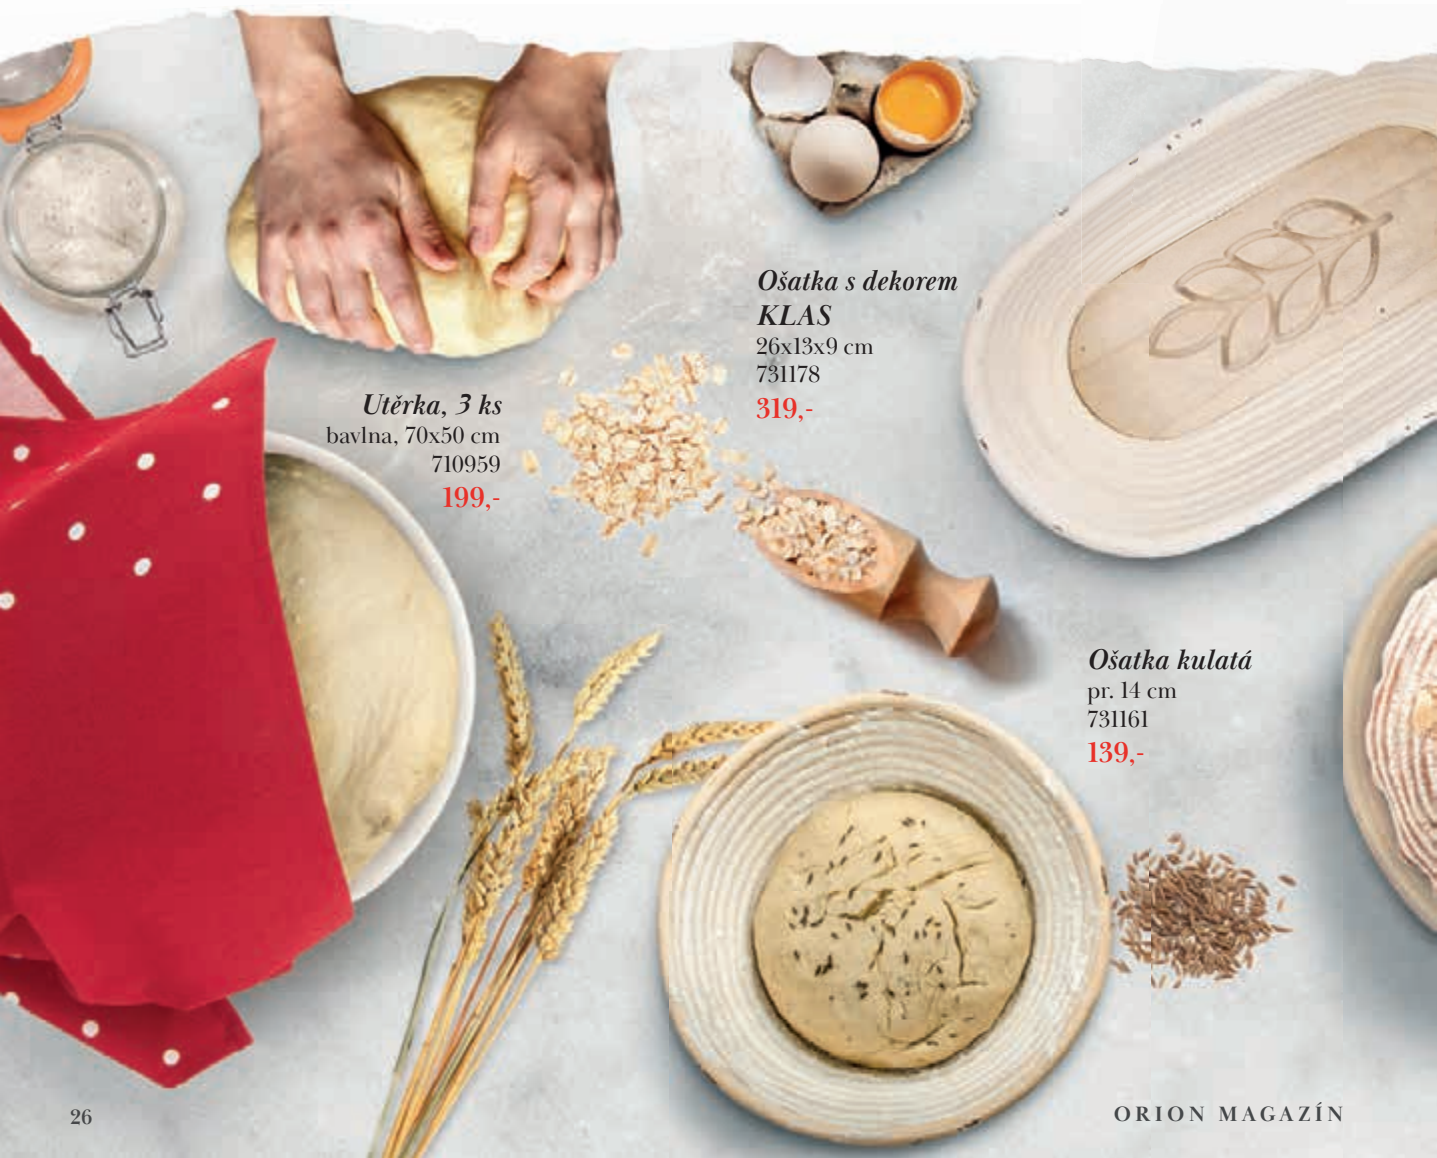 Ošatka s dekorem
KLAS
26x13x9 cm
731178
319,-
Utěrka, 3 ks
bavlna, 70x50 cm
710959
199,-
Ošatka kulatá
pr. 14 cm
731161
139,-
26
ORION MAGAZÍN